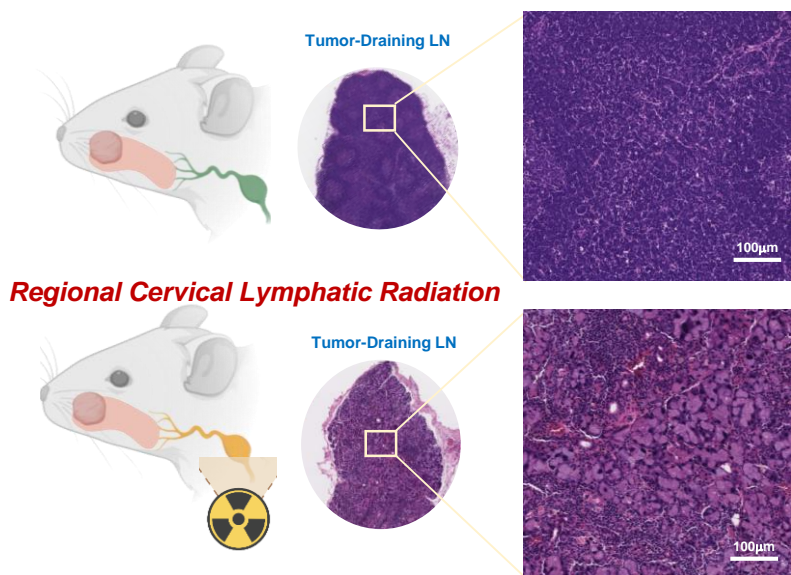 Tumor-Draining LN
100µm
Regional Cervical Lymphatic Radiation
Tumor-Draining LN
100µm